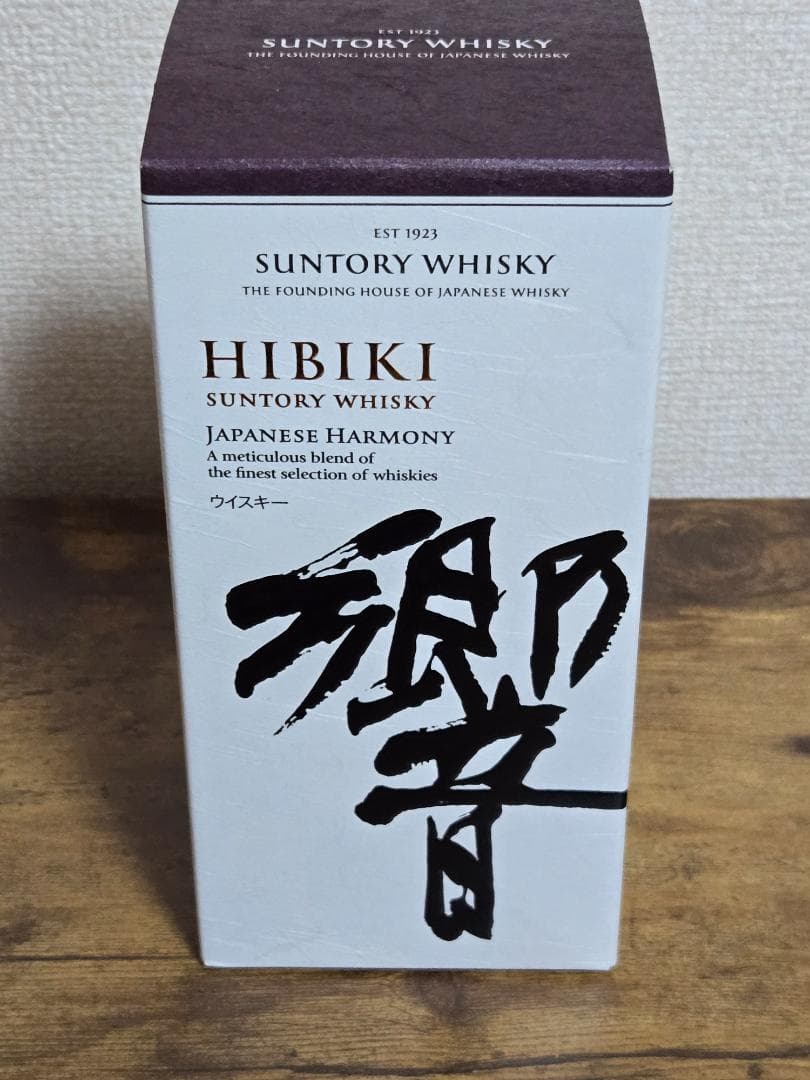 EST 1923
SUNTORY WHISKY
THE FOUNDING HOUSE OF JAPANESE WHISKY
EST 1923
SUNTORY WHISKY
THE FOUNDING HOUSE OF JAPANESE WHISKY
HIBIKI
SUNTORY WHISKY
JAPANESE HARMONY
A meticulous blend of
the finest selection of whiskies
ウイスキー
響